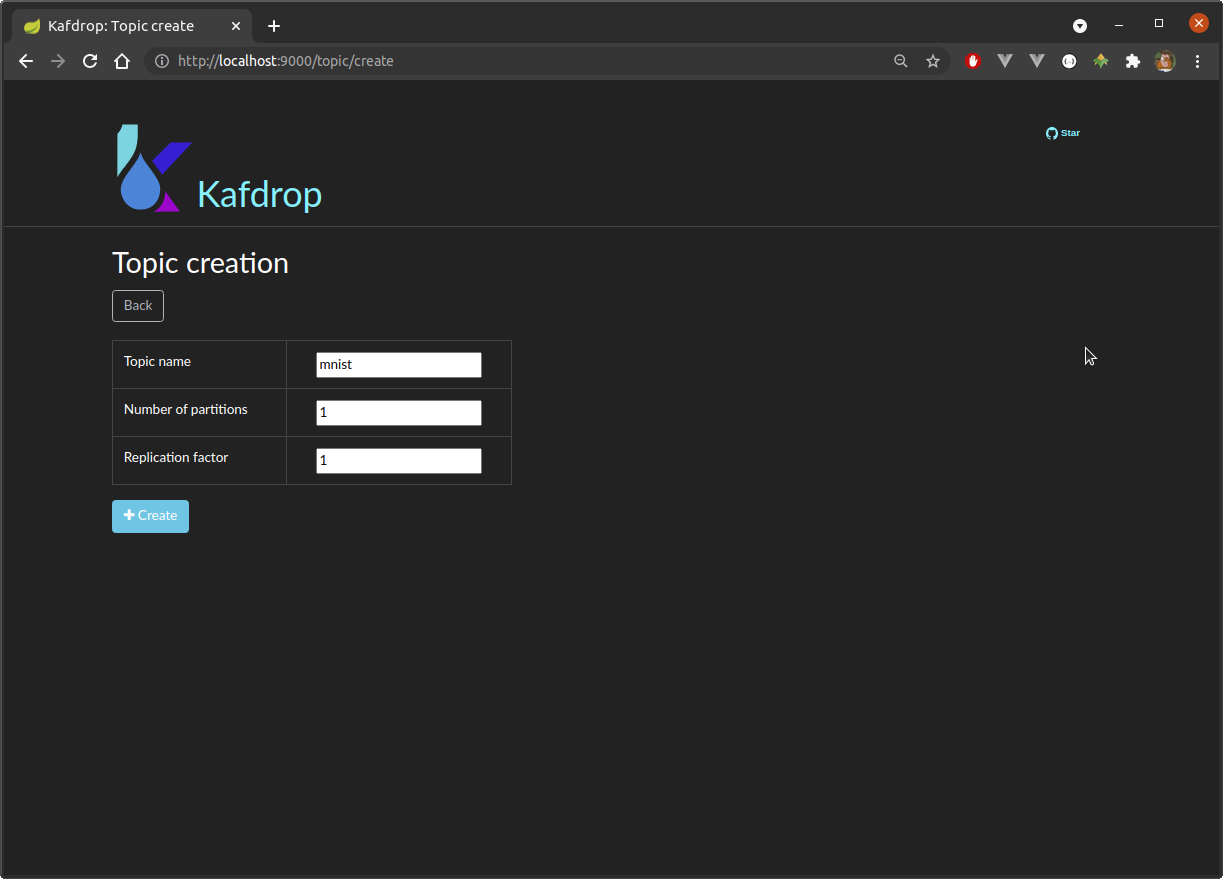 Kafdrop: Topic create
http://localhost:9000/topic/create
Star
Kafdrop
Topic creation
Back
Topic name mnist
Number of partitions 1
Replication factor 1
Create